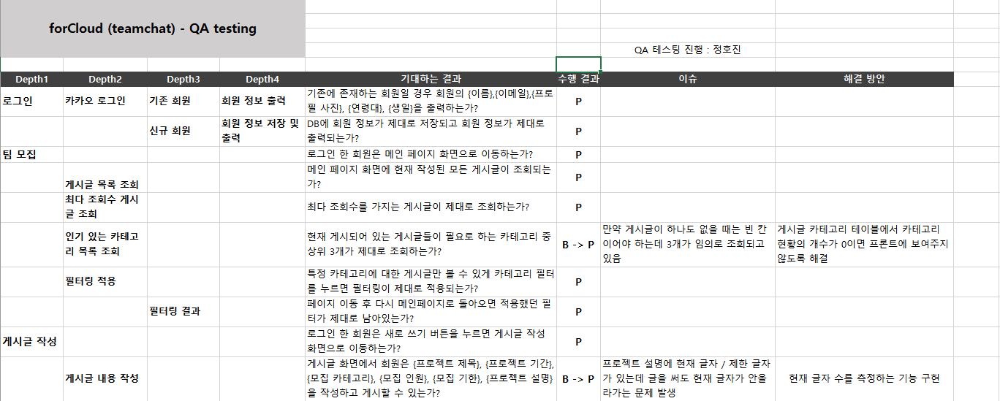 forCloud (teamchat) - QA testing
QA 테스팅 진행 : 정호진
Depth1 Depth2 Depth3 Depth4 기대하는 결과 수행 결과 이슈 해결 방안
로그인 카카오 로그인 기존 회원 회원 정보 출력
기존에 존재하는 회원일 경우 회원의 {이름},{이메일},{프로
필 사진}, {연령대}, {생일}을 출력하는가?
P
신규 회원
회원 정보 저장 및
출력
DB에 회원 정보가 제대로 저장되고 회원 정보가 제대로
출력되는가?
P
팀 모집 로그인 한 회원은 메인 페이지 화면으로 이동하는가? P
게시글 목록 조회
메인 페이지 화면에 현재 작성된 모든 게시글이 조회되는
가?
P
최다 조회수 게시
글 조회
최다 조회수를 가지는 게시글이 제대로 조회하는가? P
인기 있는 카테고
리 목록 조회
현재 게시되어 있는 게시글들이 필요로 하는 카테고리 중
상위 3개가 제대로 조회하는가?
B -> P
만약 게시글이 하나도 없을 때는 빈 칸
이어야 하는데 3개가 임의로 조회되고
있음
게시글 카테고리 테이블에서 카테고리
현황의 개수가 0이면 프론트에 보여주지
않도록 해결
필터링 적용
특정 카테고리에 대한 게시글만 볼 수 있게 카테고리 필터
를 누르면 필터링이 제대로 적용되는가?
P
필터링 결과
페이지 이동 후 다시 메인페이지로 돌아오면 적용했던 필
터가 제대로 남아있는가?
P
게시글 작성
로그인 한 회원은 새로 쓰기 버튼을 누르면 게시글 작성
화면으로 이동하는가?
P
게시글 내용 작성
게시글 화면에서 회원은 {프로젝트 제목}, {프로젝트 기간},
{모집 카테고리}, {모집 인원}, {모집 기한}, {프로젝트 설명}
을 작성하고 게시할 수 있는가?
B -> P
프로젝트 설명에 현재 글자 / 제한 글자
가 있는데 글을 써도 현재 글자가 안올
라가는 문제 발생
현재 글자 수를 측정하는 기능 구현